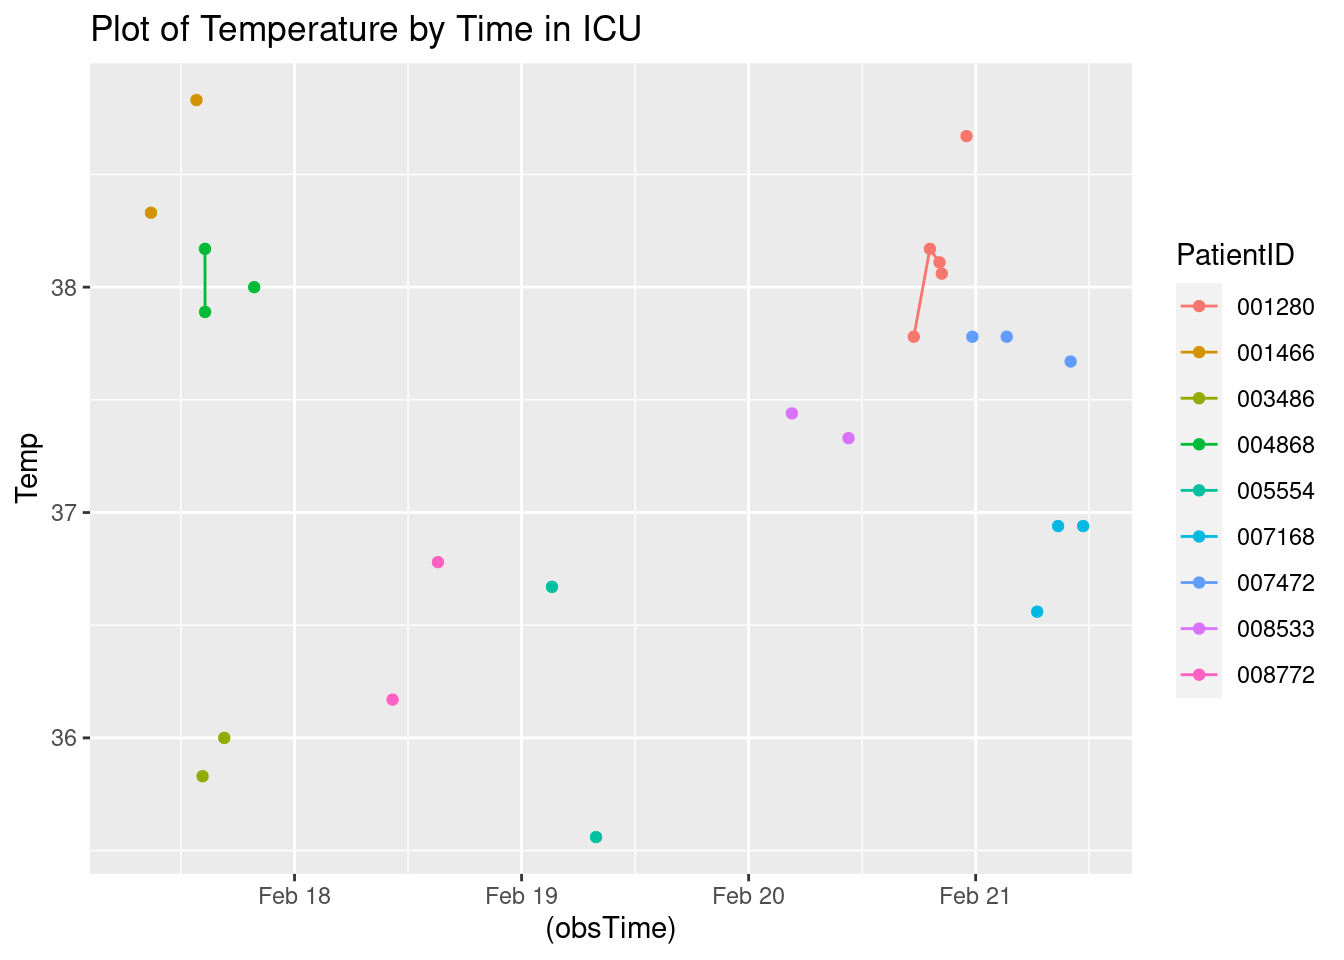 Plot of Temperature by Time in ICU
Temp
38
37
36
Feb 18
Feb 19
Feb 20
Feb 21
(obsTime)
PatientID
001280
001466
003486
004868
005554
007168
007472
008533
008772